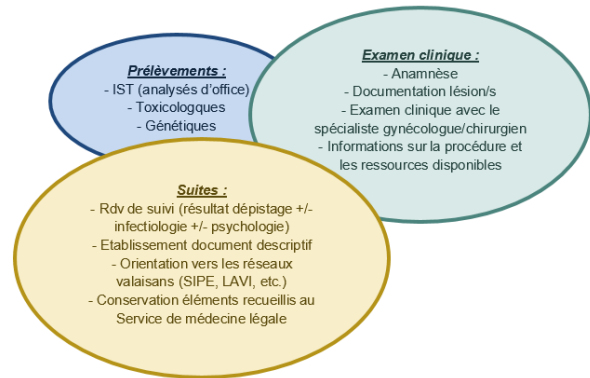 Prélèvements :
- IST (analysés d’office)
- Toxicologques
- Génétiques
Examen clinique :
- Anamnèse
- Documentation lésion/s
- Examen clinique avec le
spécialiste gynécologue/chirurgien
- Informations sur la procédure et
les ressources disponibles
Suites :
- Rdv de suivi (résultat dépistage +/-
infectiologie +/- psychologie)
- Etablissement document descriptif
- Orientation vers les réseaux
valaisans (SIPE, LAVI, etc.)
- Conservation éléments recueillis au
Service de médecine légale